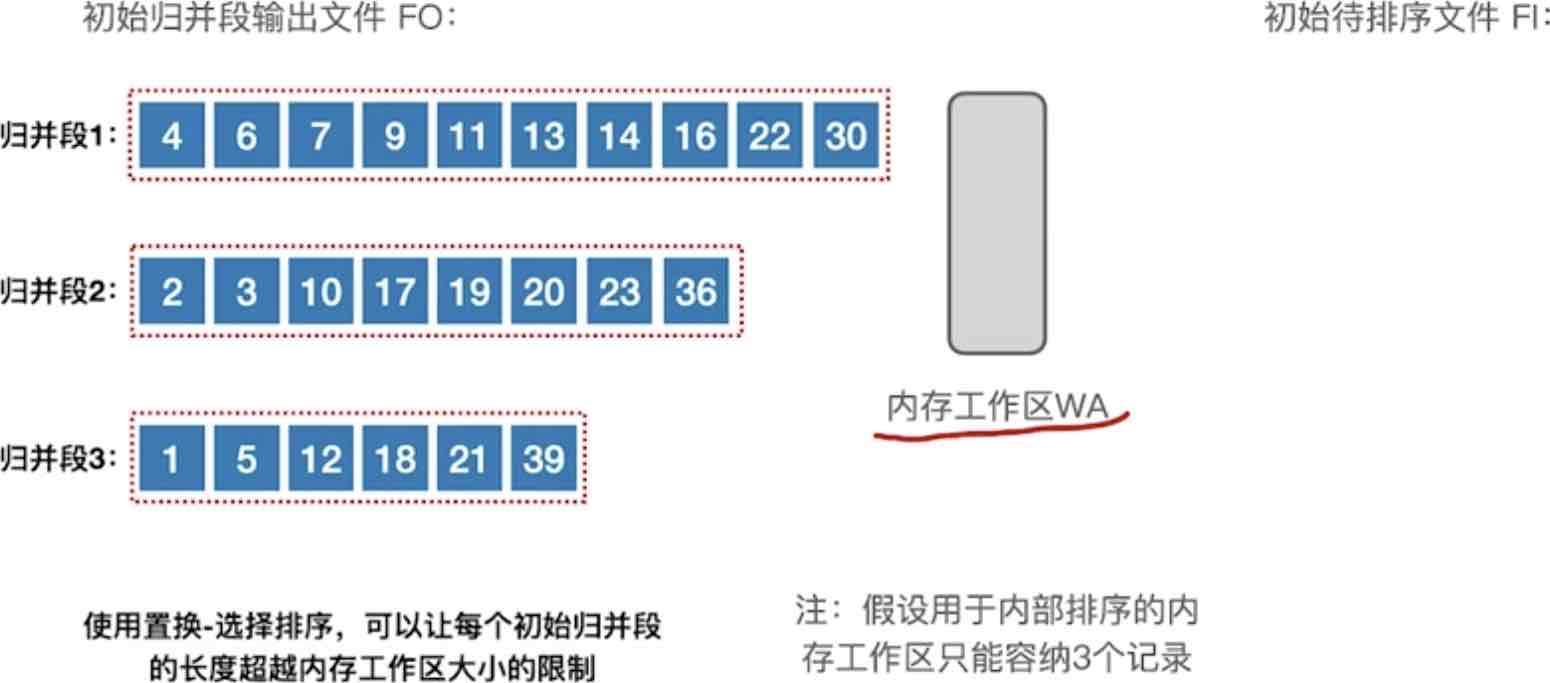 初始归并段输出文件 FO：
初始待排序文件 FI：
归并段1：
4 6 7 9 11 13 14 16 22 30
归并段2：
2 3 10 17 19 20 23 36
内存工作区WA
归并段3：
1 5 12 18 21 39
使用置换-选择排序，可以让每个初始归并段
的长度超越内存工作区大小的限制
注：假设用于内部排序的内
存工作区只能容纳3个记录